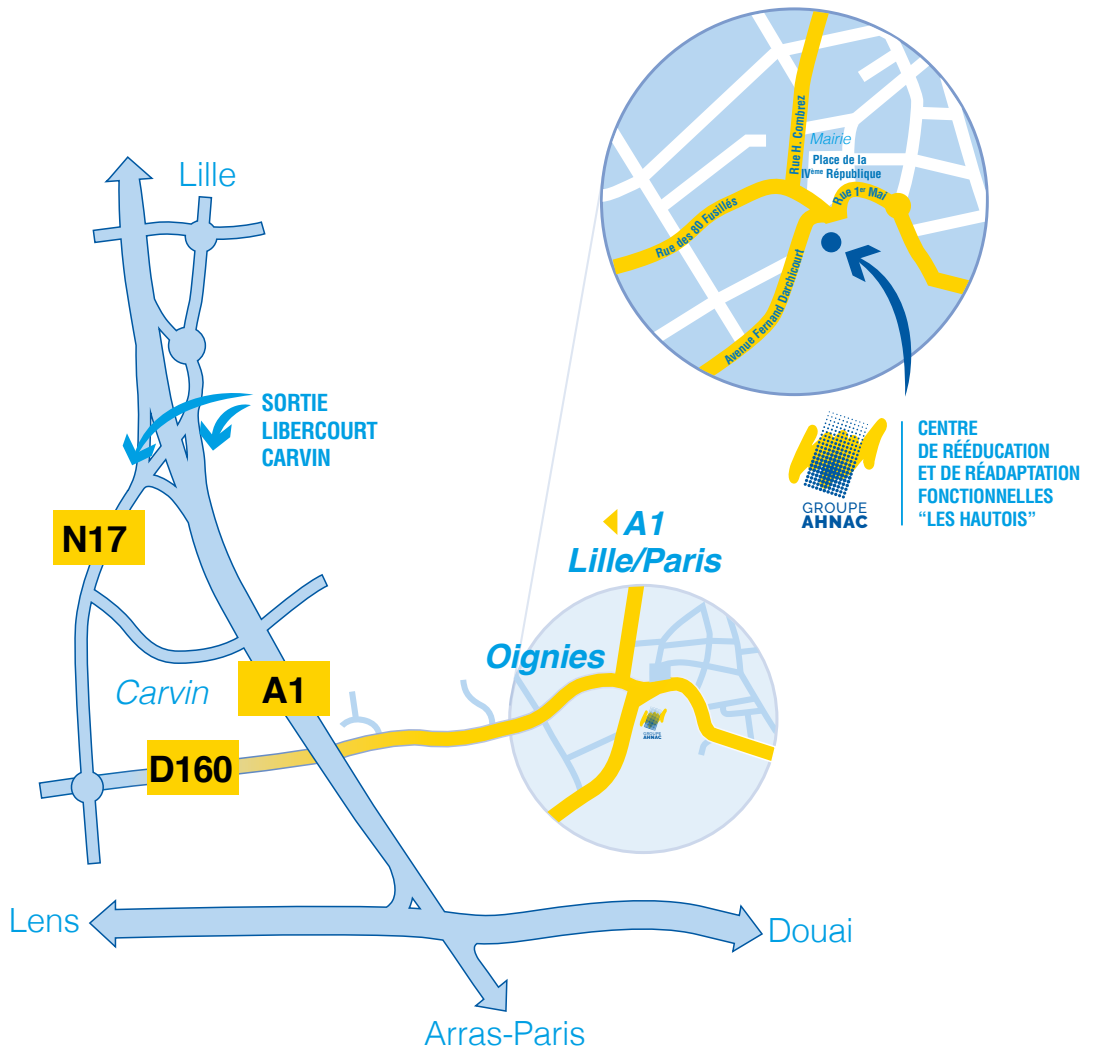 Lille
SORTIE
LIBERCOURT
CARVIN
N17
Carvin
A1
D160
Lens
Douai
Arras-Paris
A1
Lille/Paris
Oignies
GROUPE
AHNAC
Rue H. Combrez
Mairie
Place de la
IVème République
Rue 1er Mai
Rue des 80 Fusillés
Avenue Fernand Darchicourt
GROUPE
AHNAC
CENTRE
DE RÉÉDUCATION
ET DE RÉADAPTATION
FONCTIONNELLES
“LES HAUTOIS”